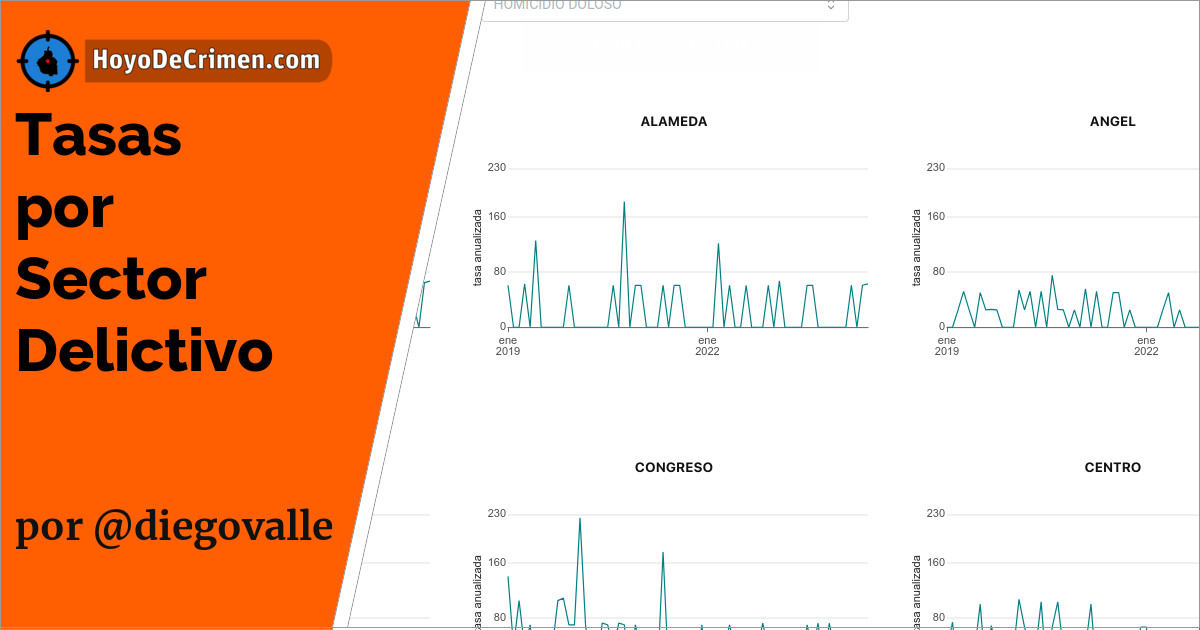 HoyoDeCrimen.com
Tasas
por
Sector
Delictivo
por @diegovalle
HOMICIDIO DOLOSO
ALAMEDA
230
160
80
0
tasa anualizada
ene
2019
ene
2022
ANGEL
230
160
80
0
tasa anualizada
ene
2019
ene
2022
CONGRESO
230
160
80
tasa anualizada
CENTRO
230
160
80
tasa anualizada